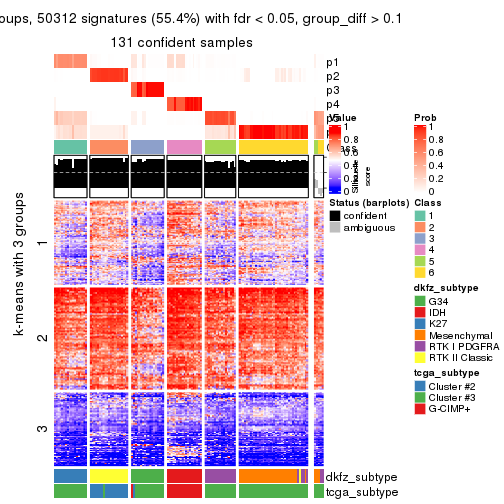 oups, 50312 signatures (55.4%) with fdr < 0.05, group_diff > 0.1
131 confident samples
p1
p2
p3
p4
Value
1
0.8
0.6
0.4
0.2
0
Silhouette score
Prob
1
0.8
0.6
0.4
0.2
0
Status (barplots)
confident
ambiguous
Class
1
2
3
4
5
6
dkfz_subtype
G34
IDH
K27
Mesenchymal
RTK I PDGFRA
RTK II Classic
tcga_subtype
Cluster #2
Cluster #3
G-CIMP+
k-means with 3 groups
1
2
3
dkfz_subtype
tcga_subtype